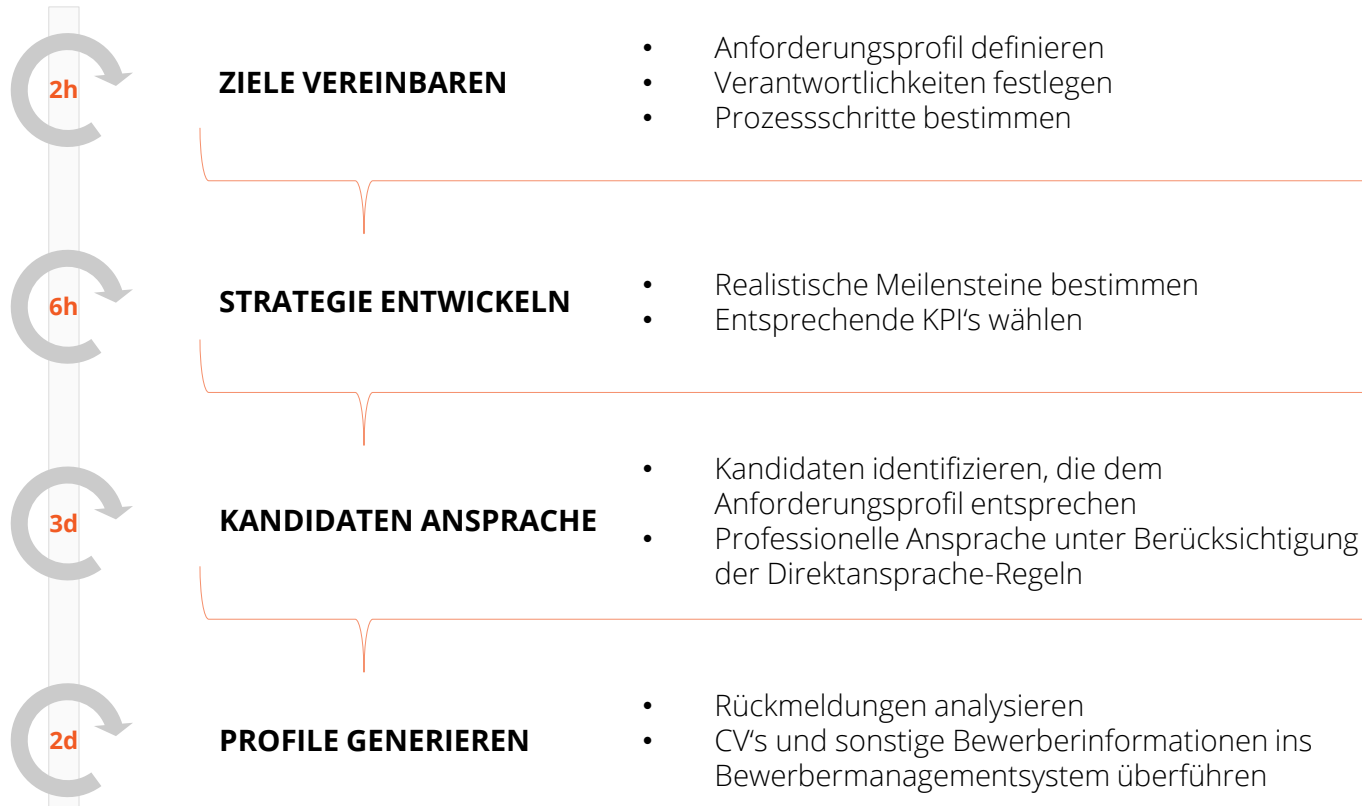 2h
ZIELE VEREINBAREN
• Anforderungsprofil definieren
• Verantwortlichkeiten festlegen
• Prozessschritte bestimmen
6h
STRATEGIE ENTWICKELN
• Realistische Meilensteine bestimmen
• Entsprechende KPI‘s wählen
3d
KANDIDATEN ANSPRACHE
• Kandidaten identifizieren, die dem
Anforderungsprofil entsprechen
• Professionelle Ansprache unter Berücksichtigung
der Direktansprache-Regeln
2d
PROFILE GENERIEREN
• Rückmeldungen analysieren
• CV‘s und sonstige Bewerberinformationen ins
Bewerbermanagementsystem überführen